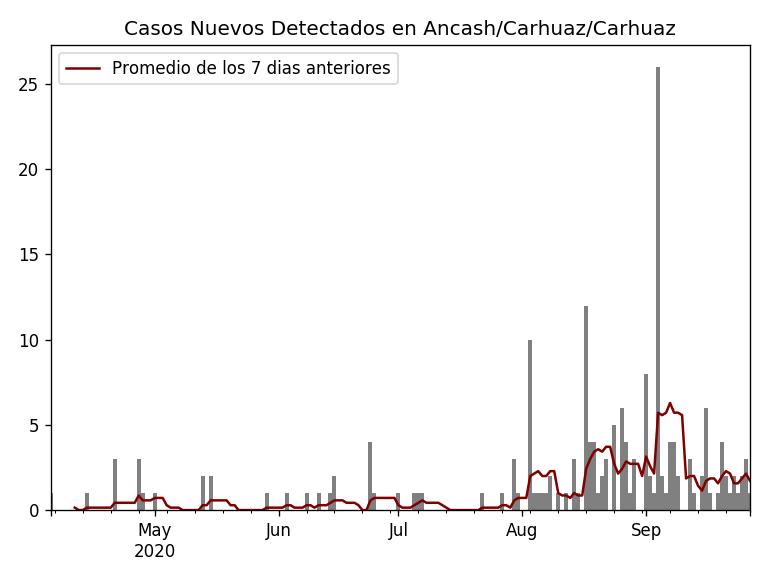 Casos Nuevos Detectados en Ancash/Carhuaz/Carhuaz
Promedio de los 7 dias anteriores
25
20
15
10
5
0
May Jun Jul Aug Sep
2020